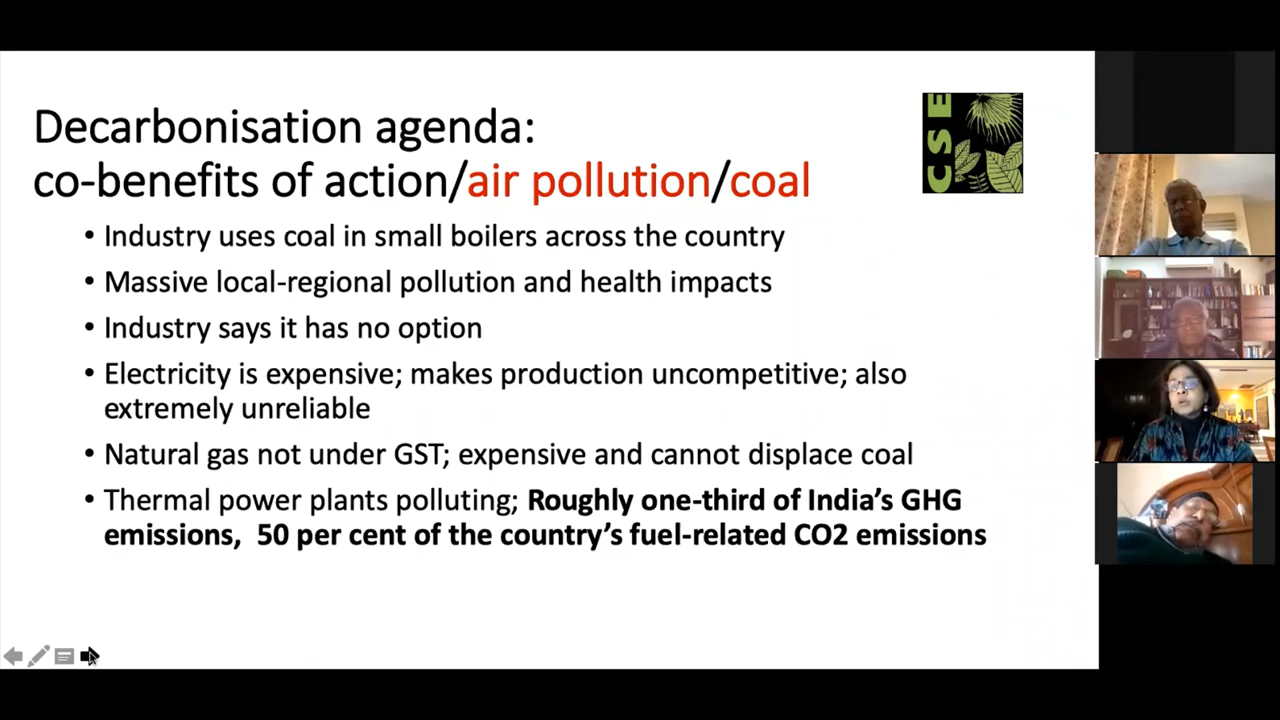 Decarbonisation agenda:
co-benefits of action/air pollution/coal
CSE
• Industry uses coal in small boilers across the country
• Massive local-regional pollution and health impacts
• Industry says it has no option
• Electricity is expensive; makes production uncompetitive; also
extremely unreliable
• Natural gas not under GST; expensive and cannot displace coal
• Thermal power plants polluting; Roughly one-third of India’s GHG
emissions,  50 per cent of the country’s fuel-related CO2 emissions